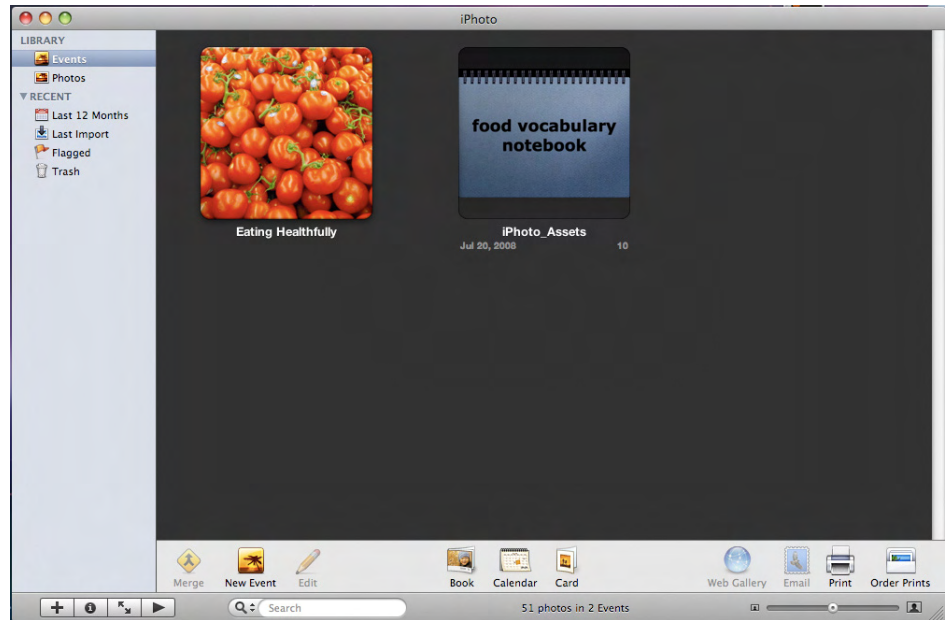 iPhoto
LIBRARY
Events
Photos
RECENT
Last 12 Months
Last Import
Flagged
Trash
food vocabulary
notebook
Eating Healthfully
iPhoto_Assets
Jul 20, 2008 10
Merge New Event Edit Book Calendar Card Web Gallery Email Print Order Prints
Search 51 photos in 2 Events